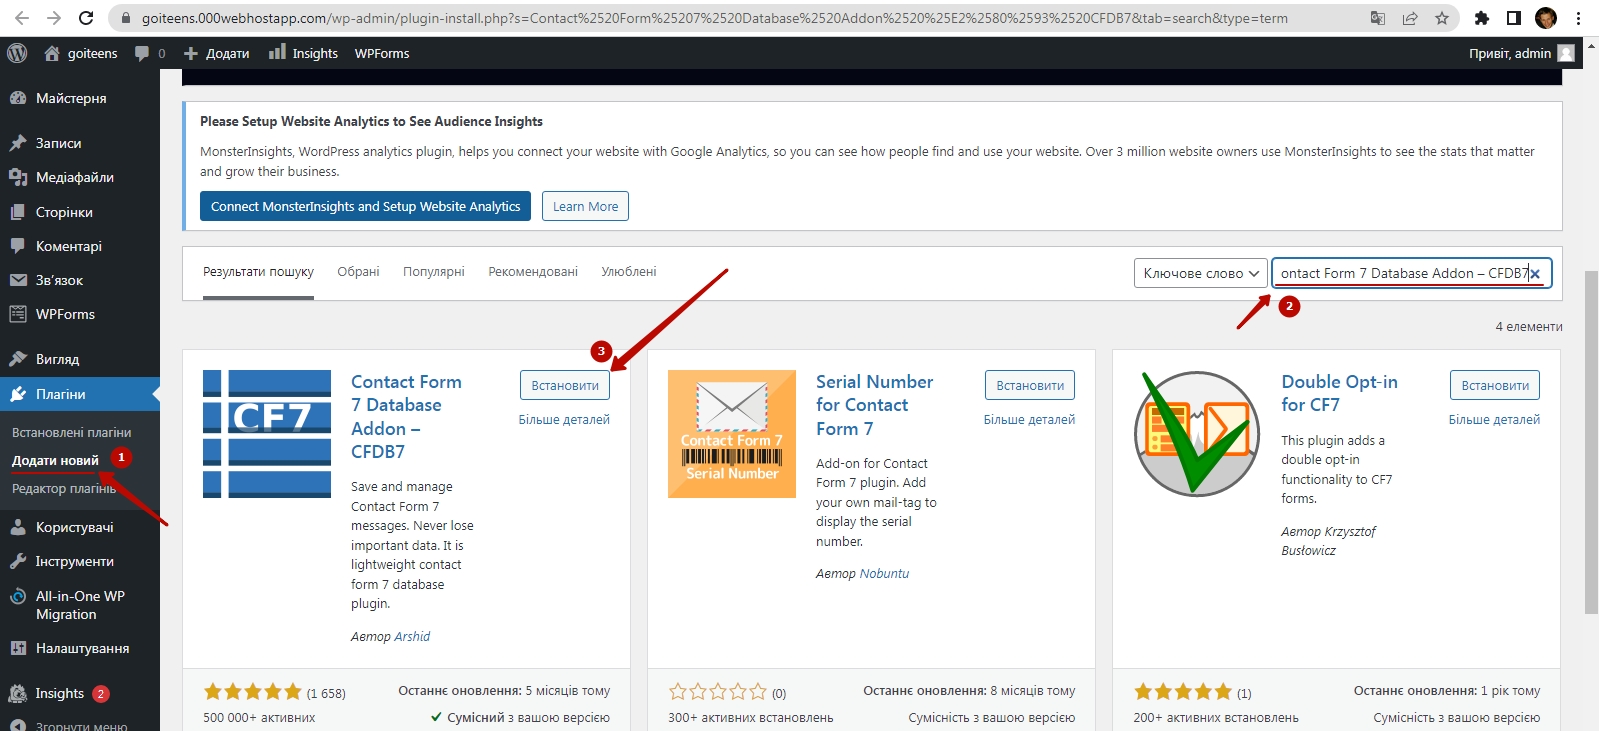 goiteens.000webhostapp.com/wp-admin/plugin-install.php?s=Contact%2520Form%25207%2520Database%2520Addon%2520%25E2%2580%2593%2520CFDB7&tab=search&type=term
goiteens 0 Додати Insights WPForms Привіт, admin
Майстерня
Записи
Медіафайли
Сторінки
Коментарі
Зв’язок
WPForms
Вигляд
Плагіни
Встановлені плагіни
Додати новий 1
Редактор плагінів
Користувачі
Інструменти
All-in-One WP
Migration
Налаштування
Insights 2
Згорнути меню
Please Setup Website Analytics to See Audience Insights
MonsterInsights, WordPress analytics plugin, helps you connect your website with Google Analytics, so you can see how people find and use your website. Over 3 million website owners use MonsterInsights to see the stats that matter
and grow their business.
Connect MonsterInsights and Setup Website Analytics Learn More
Результати пошуку Обрані Популярні Рекомендовані Улюблені Ключове слово ontact Form 7 Database Addon – CFDB7
2
4 елементи
3
CF7
Contact Form
7 Database
Addon –
CFDB7
Встановити
Більше деталей
Save and manage
Contact Form 7
messages. Never lose
important data. It is
lightweight contact
form 7 database
plugin.
Автор Arshid
(1 658)
500 000+ активних
Останнє оновлення: 5 місяців тому
Сумісний з вашою версією
Contact Form 7
Serial Number
Serial Number
for Contact
Form 7
Встановити
Більше деталей
Add-on for Contact
Form 7 plugin. Add
your own mail-tag to
display the serial
number.
Автор Nobuntu
(0)
300+ активних встановлень
Останнє оновлення: 8 місяців тому
Сумісність з вашою версією
Double Opt-in
for CF7
Встановити
Більше деталей
This plugin adds a
double opt-in
functionality to CF7
forms.
Автор Krzysztof
Busłowicz
(1)
200+ активних встановлень
Останнє оновлення: 1 рік тому
Сумісність з вашою версією